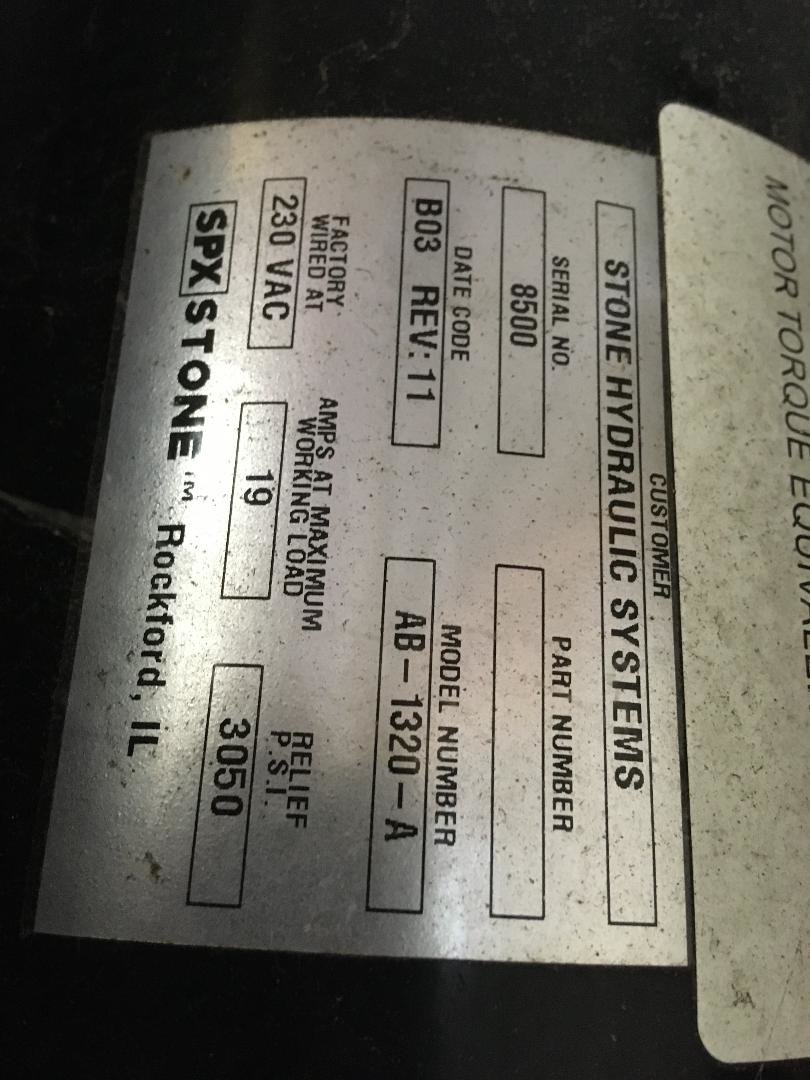 CUSTOMER
STONE HYDRAULIC SYSTEMS
SERIAL NO.
8500
PART NUMBER
DATE CODE
B03 REV:11
MODEL NUMBER
AB-1320-A
FACTORY
WIRED AT
230 VAC
AMPS AT MAXIMUM
WORKING LOAD
19
RELIEF
P.S.I.
3050
SPX STONE™ Rockford, IL
MOTOR TORQUE